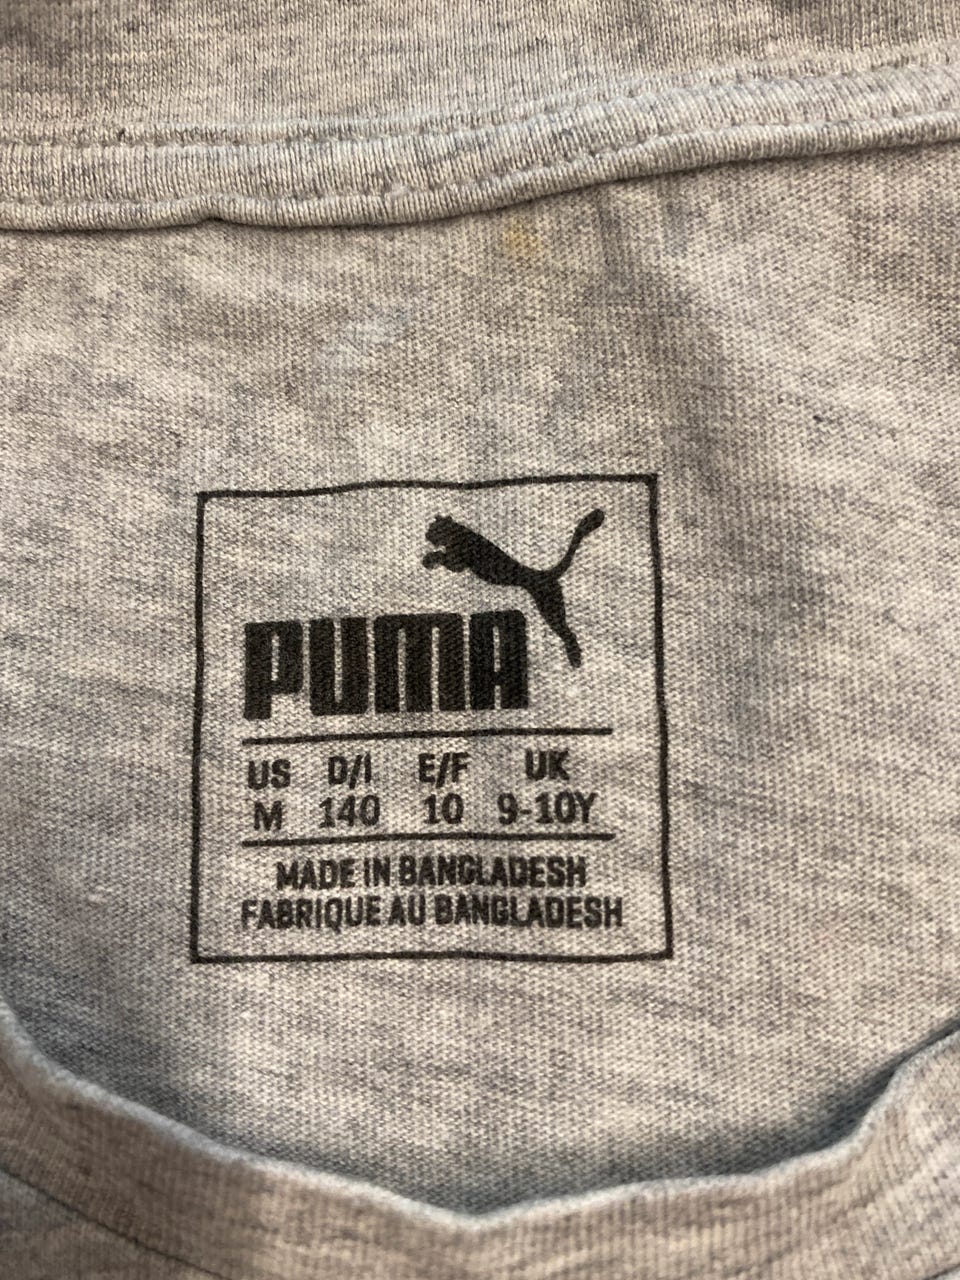 PUMA
US D/I E/F UK
M 140 10 9-10Y
MADE IN BANGLADESH
FABRIQUE AU BANGLADESH